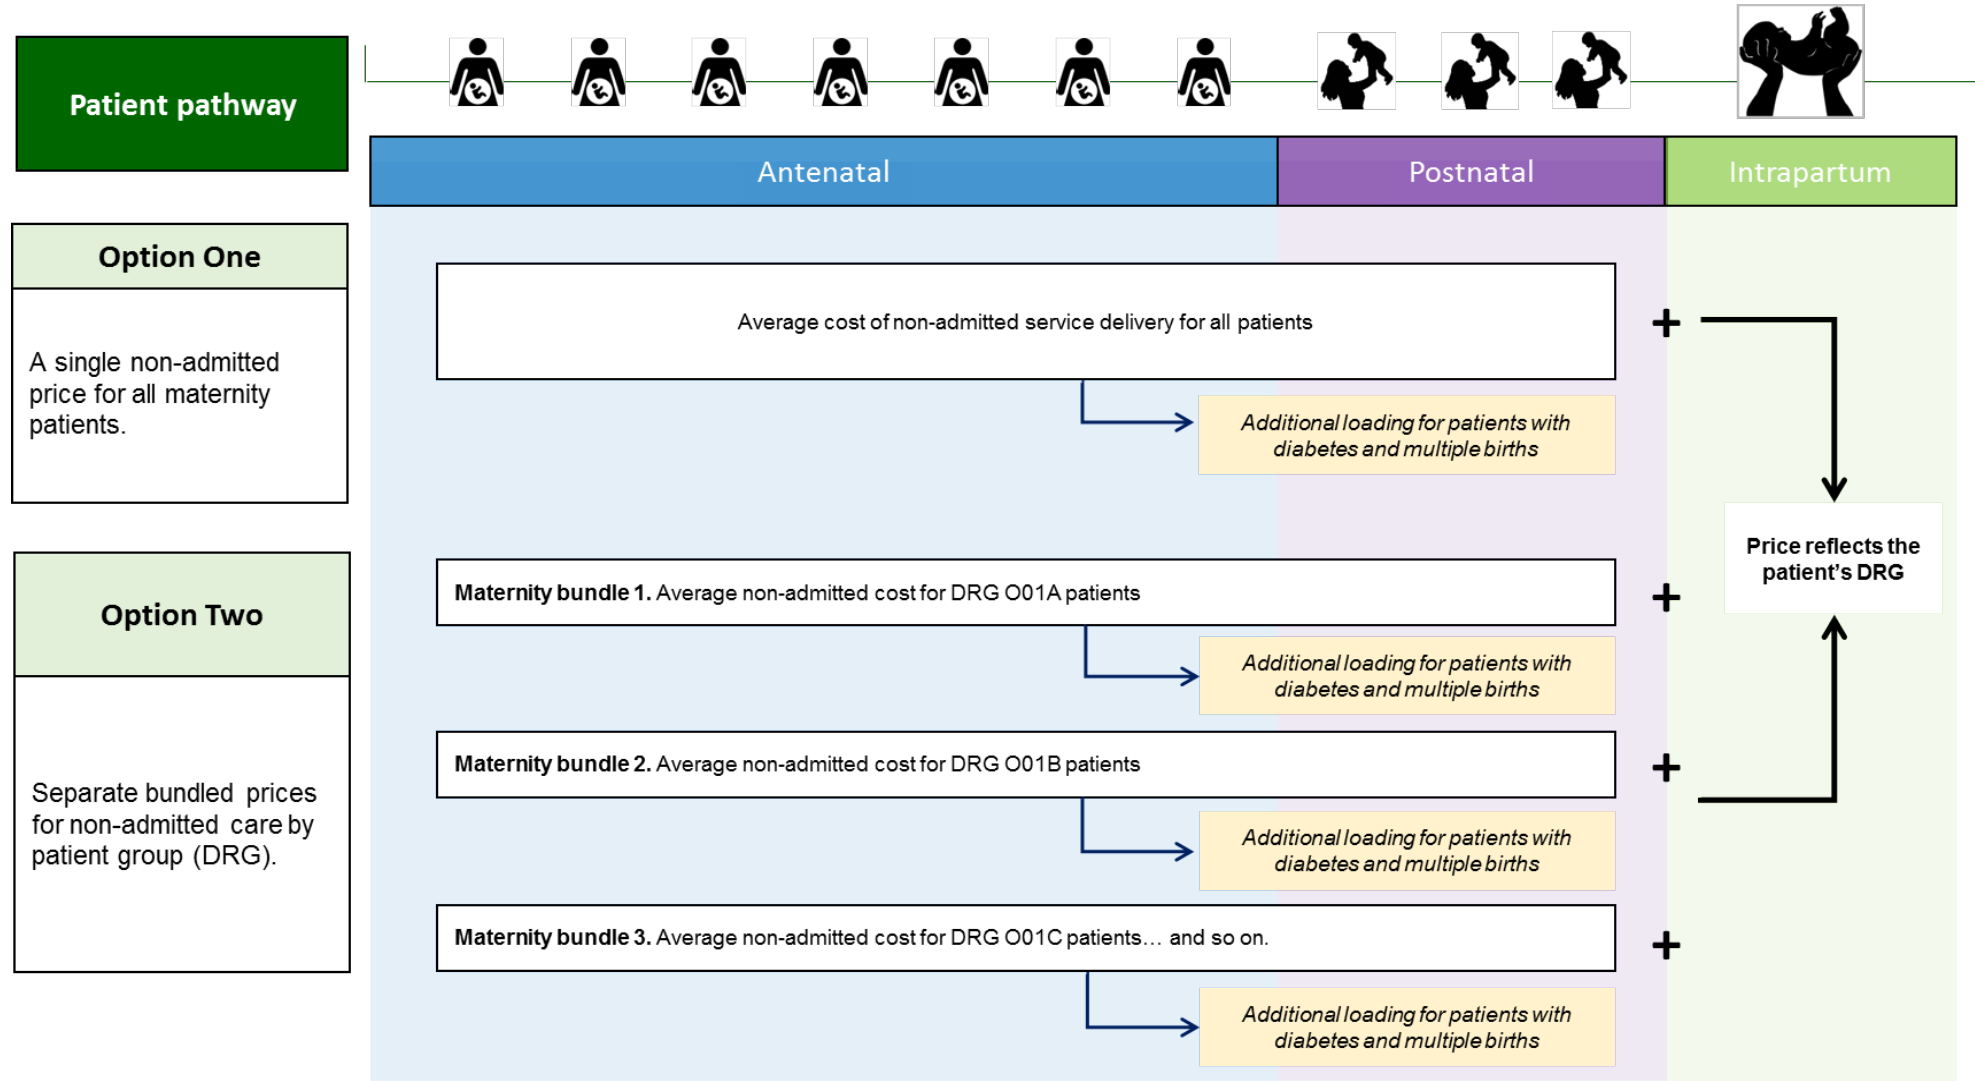 Patient pathway
Antenatal
Postnatal
Intrapartum
Option One
A single non-admitted
price for all maternity
patients.
Average cost of non-admitted service delivery for all patients
+
Additional loading for patients with
diabetes and multiple births
Price reflects the
patient's DRG
Option Two
Separate bundled prices
for non-admitted care by
patient group (DRG).
Maternity bundle 1. Average non-admitted cost for DRG O01A patients
+
Additional loading for patients with
diabetes and multiple births
Maternity bundle 2. Average non-admitted cost for DRG O01B patients
+
Additional loading for patients with
diabetes and multiple births
Maternity bundle 3. Average non-admitted cost for DRG O01C patients... and so on.
+
Additional loading for patients with
diabetes and multiple births